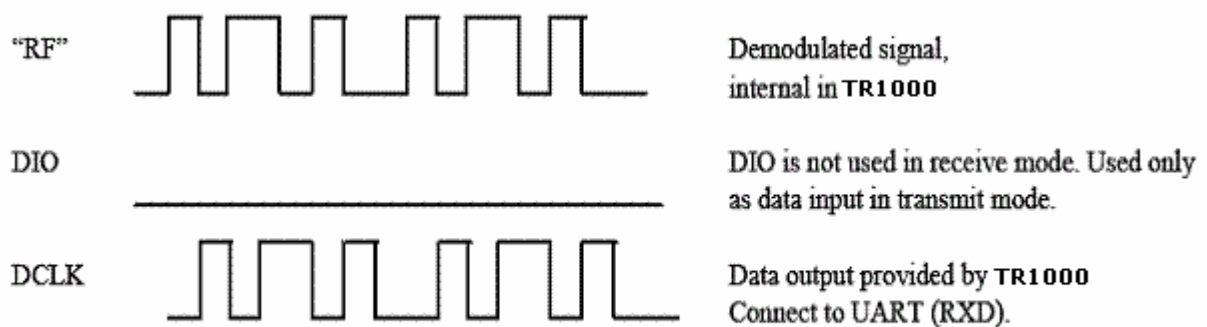 “RF”
Demodulated signal,
internal in TR1000
DIO
DIO is not used in receive mode. Used only
as data input in transmit mode.
DCLK
Data output provided by TR1000
Connect to UART (RXD).